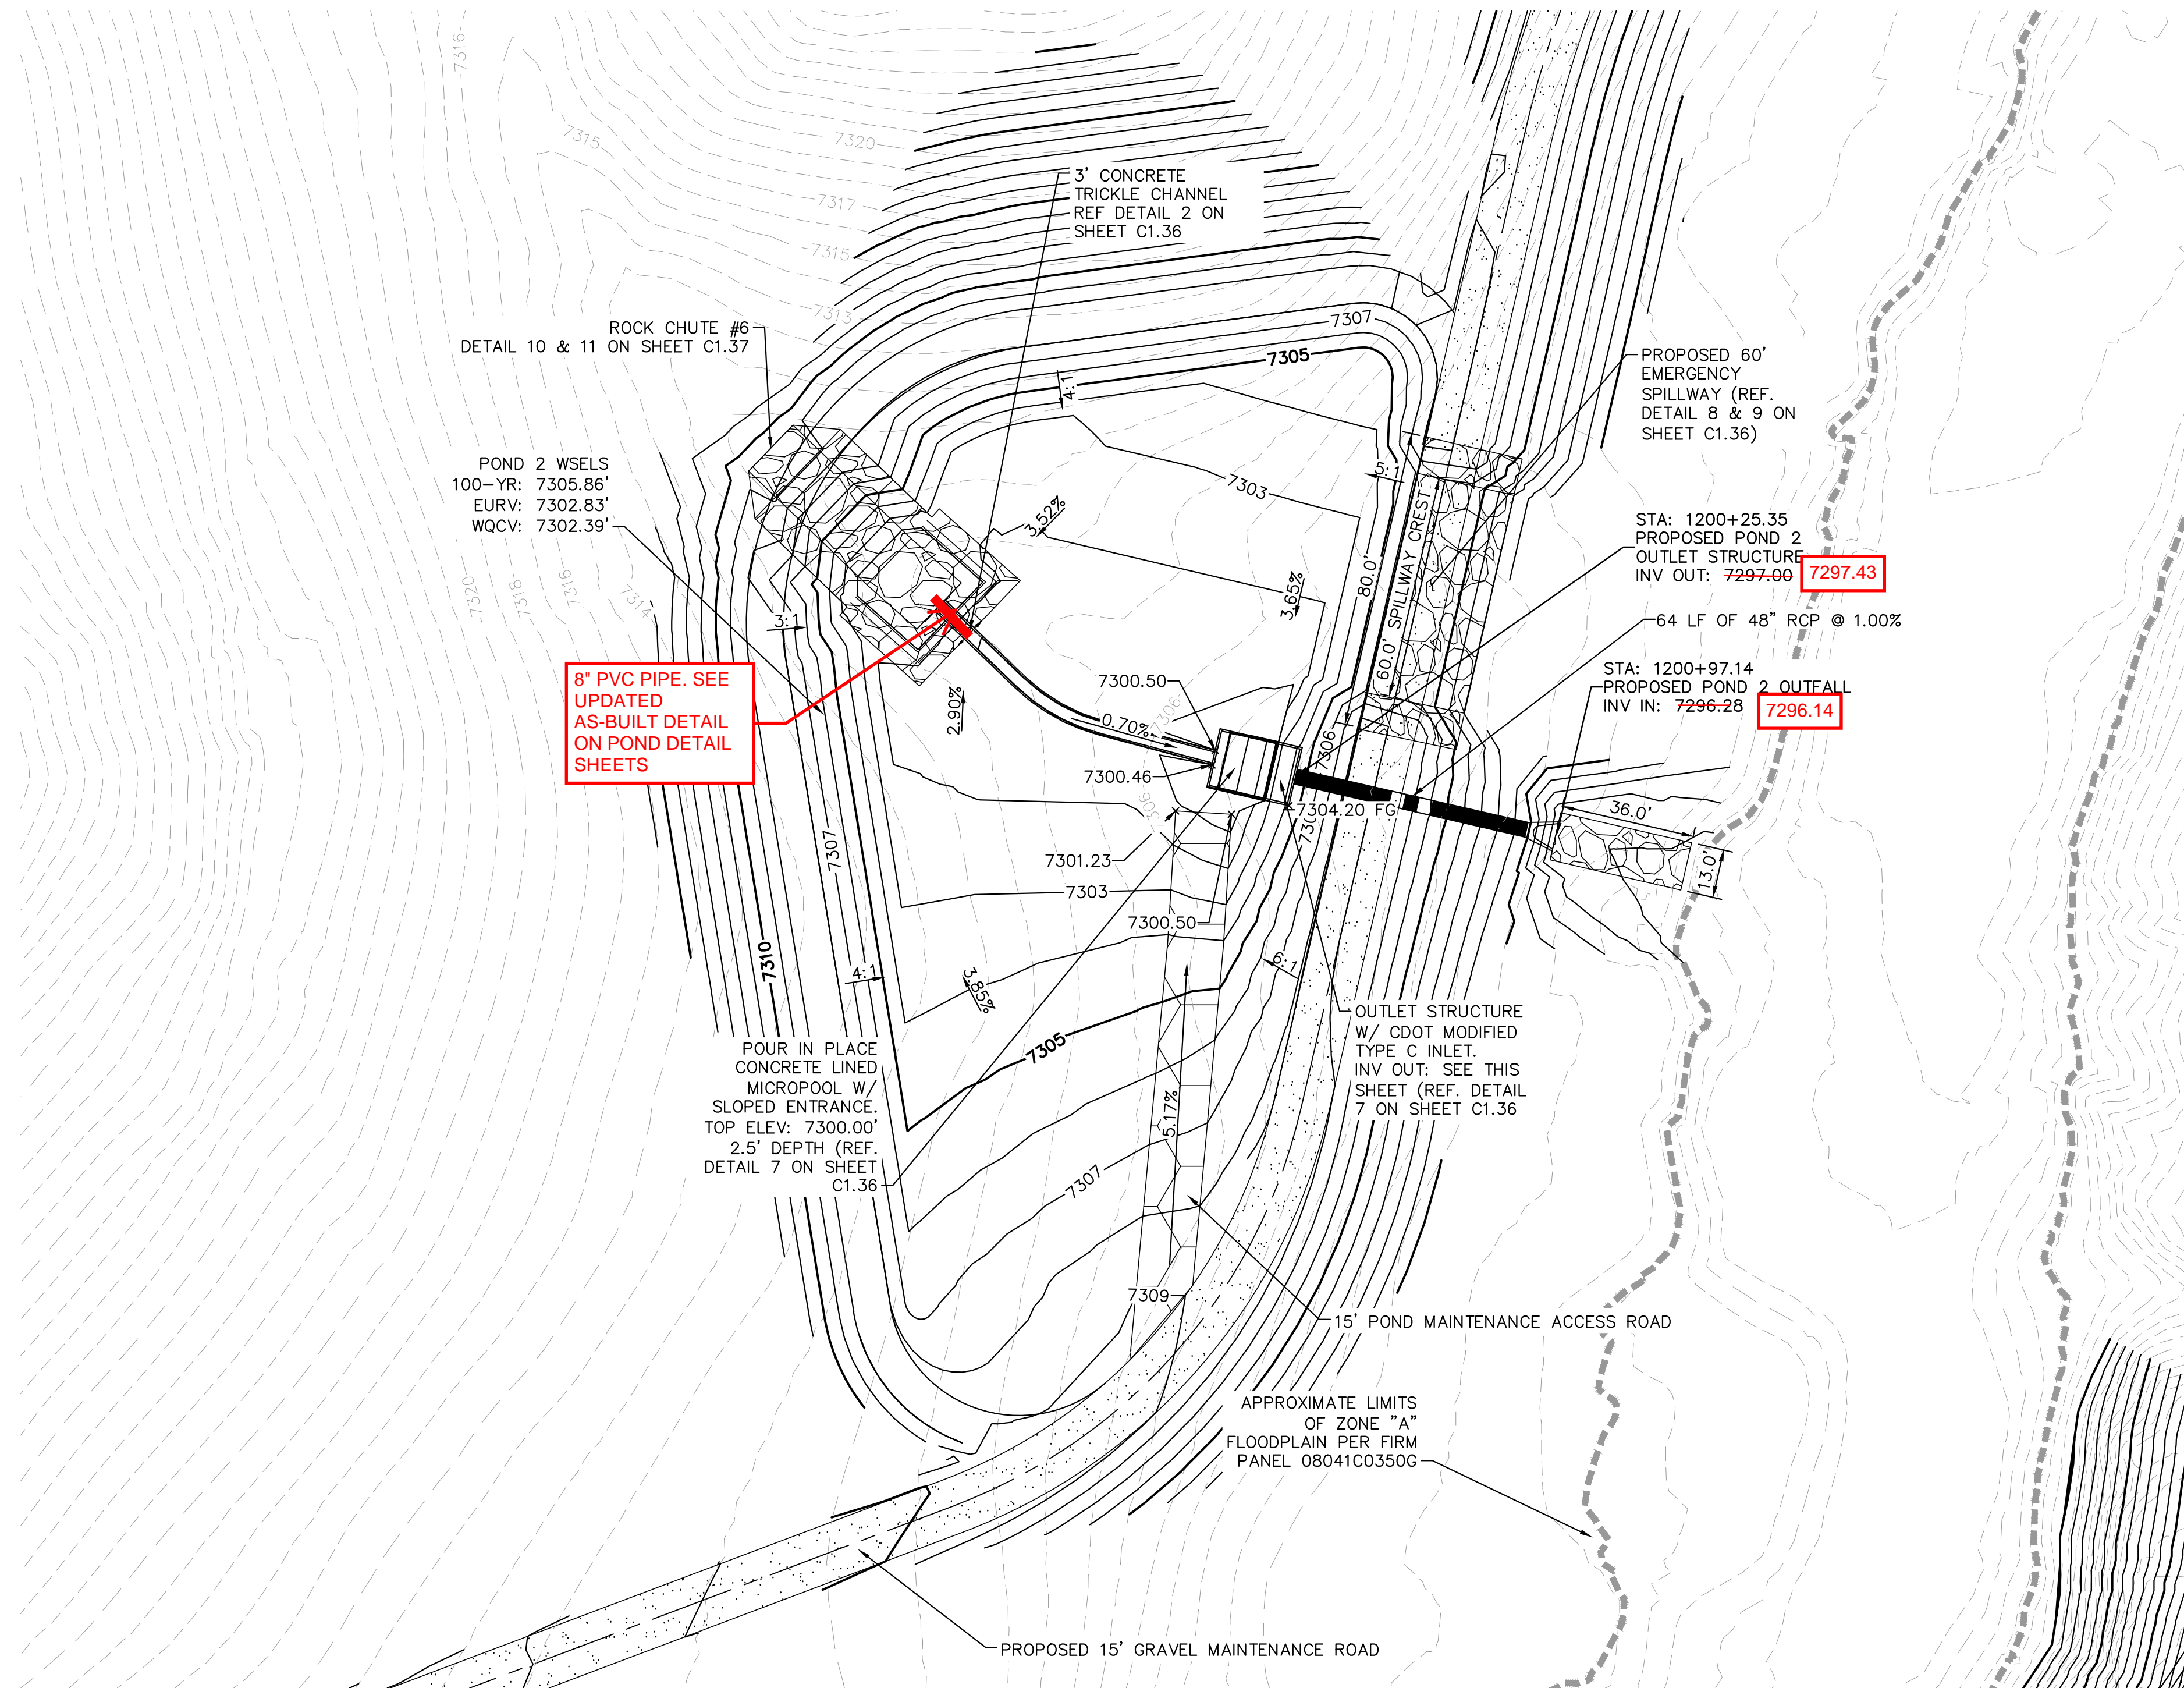 7316
7315
7320
7317
7315
7313
3' CONCRETE
TRICKLE CHANNEL
REF DETAIL 2 ON
SHEET C1.36
ROCK CHUTE #6
DETAIL 10 & 11 ON SHEET C1.37
7307
7305
4:1
PROPOSED 60'
EMERGENCY
SPILLWAY (REF.
DETAIL 8 & 9 ON
SHEET C1.36)
POND 2 WSELS
100-YR: 7305.86'
EURV: 7302.83'
WQCV: 7302.39'
5:1
7303
3.52%
3.65%
80.0'
60.0' SPILLWAY CREST
STA: 1200+25.35
PROPOSED POND 2
OUTLET STRUCTURE
INV OUT: 7297.00
7297.43
64 LF OF 48" RCP @ 1.00%
STA: 1200+97.14
PROPOSED POND 2 OUTFALL
INV IN: 7296.28
7296.14
7320
7318
7316
7314
3:1
8" PVC PIPE. SEE
UPDATED
AS-BUILT DETAIL
ON POND DETAIL
SHEETS
2.90%
7300.50
0.70%
7306
7306
7300.46
7306
7304.20 FG
36.0'
13.0'
7307
7301.23
7303
7300.50
7310
4:1
3.85%
6:1
7305
5.17%
POUR IN PLACE
CONCRETE LINED
MICROPOOL W/
SLOPED ENTRANCE.
TOP ELEV: 7300.00'
2.5' DEPTH (REF.
DETAIL 7 ON SHEET
C1.36
OUTLET STRUCTURE
W/ CDOT MODIFIED
TYPE C INLET.
INV OUT: SEE THIS
SHEET (REF. DETAIL
7 ON SHEET C1.36
7307
7309
15' POND MAINTENANCE ACCESS ROAD
APPROXIMATE LIMITS
OF ZONE "A"
FLOODPLAIN PER FIRM
PANEL 08041C0350G
PROPOSED 15' GRAVEL MAINTENANCE ROAD